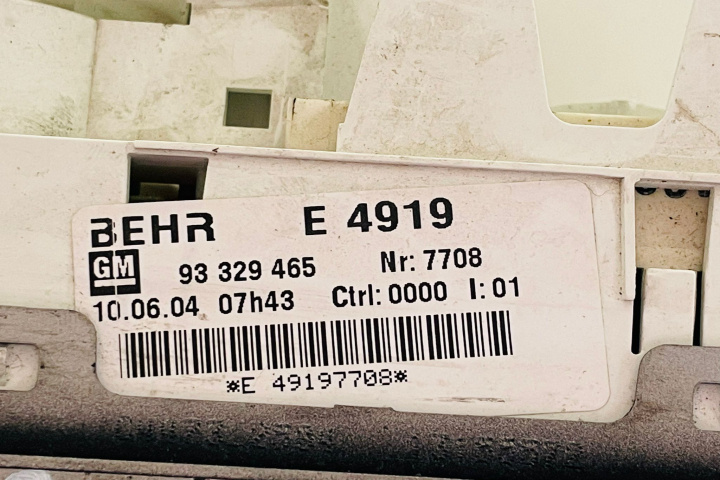 BEHR E 4919
GM 93 329 465 Nr: 7708
10.06.04 07h43 Ctrl: 0000 I: 01
*E 49197708*